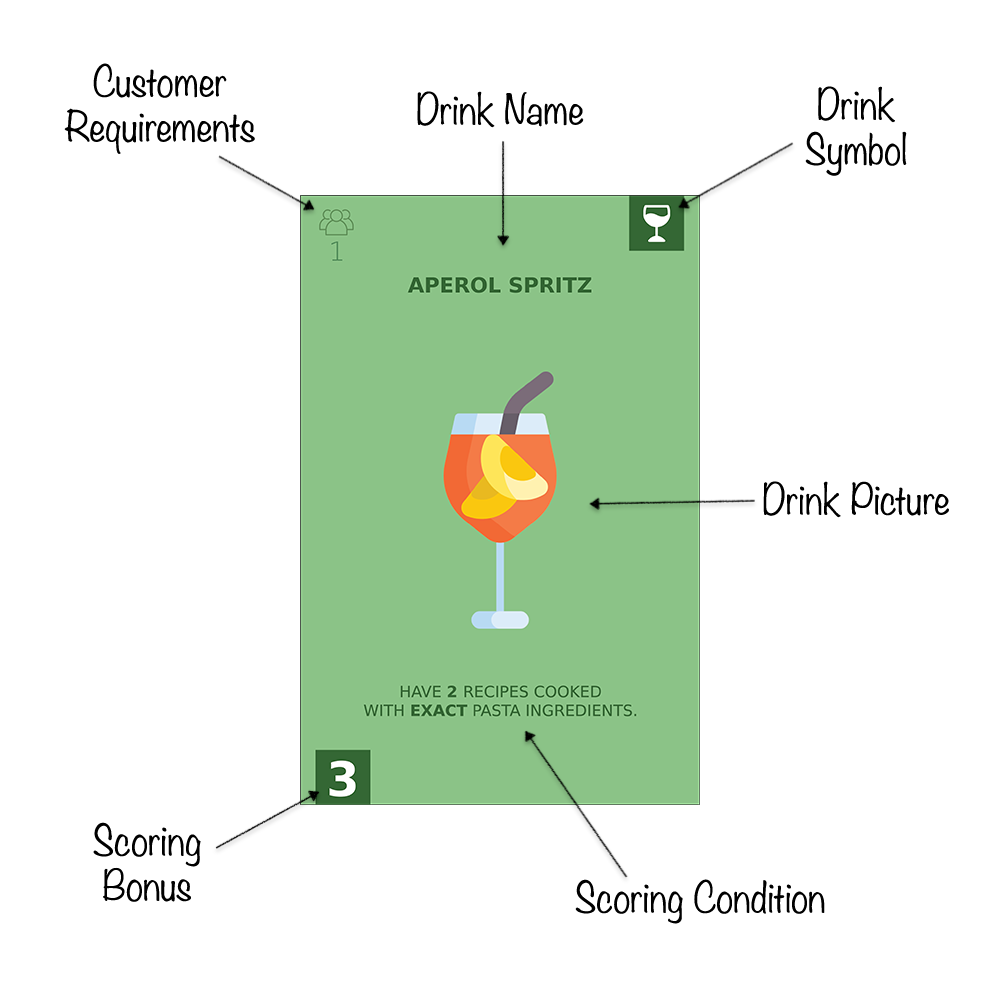 Customer
Requirements
Drink Name
Drink
Symbol
1
APEROL SPRITZ
Drink Picture
HAVE 2 RECIPES COOKED
WITH EXACT PASTA INGREDIENTS.
3
Scoring
Bonus
Scoring Condition